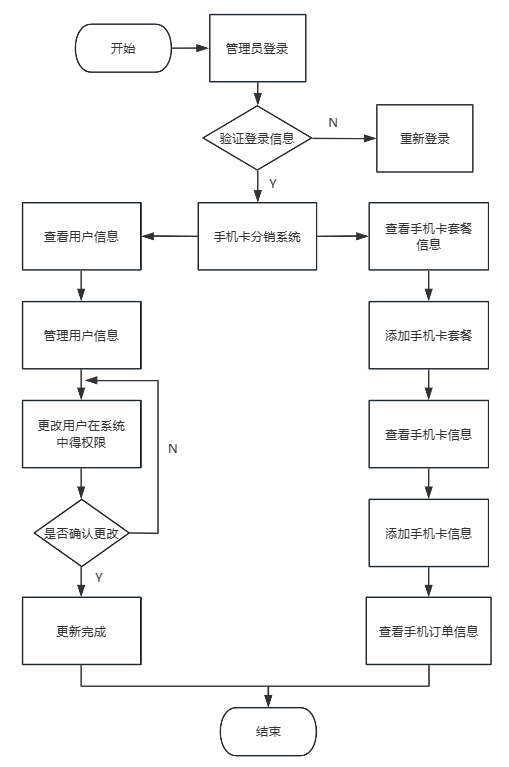 开始
管理员登录
验证登录信息
N
重新登录
Y
查看用户信息
手机卡分销系统
查看手机卡套餐
信息
管理用户信息
添加手机卡套餐
更改用户在系统
中得权限
N
查看手机卡信息
是否确认更改
添加手机卡信息
Y
更新完成
查看手机订单信息
结束